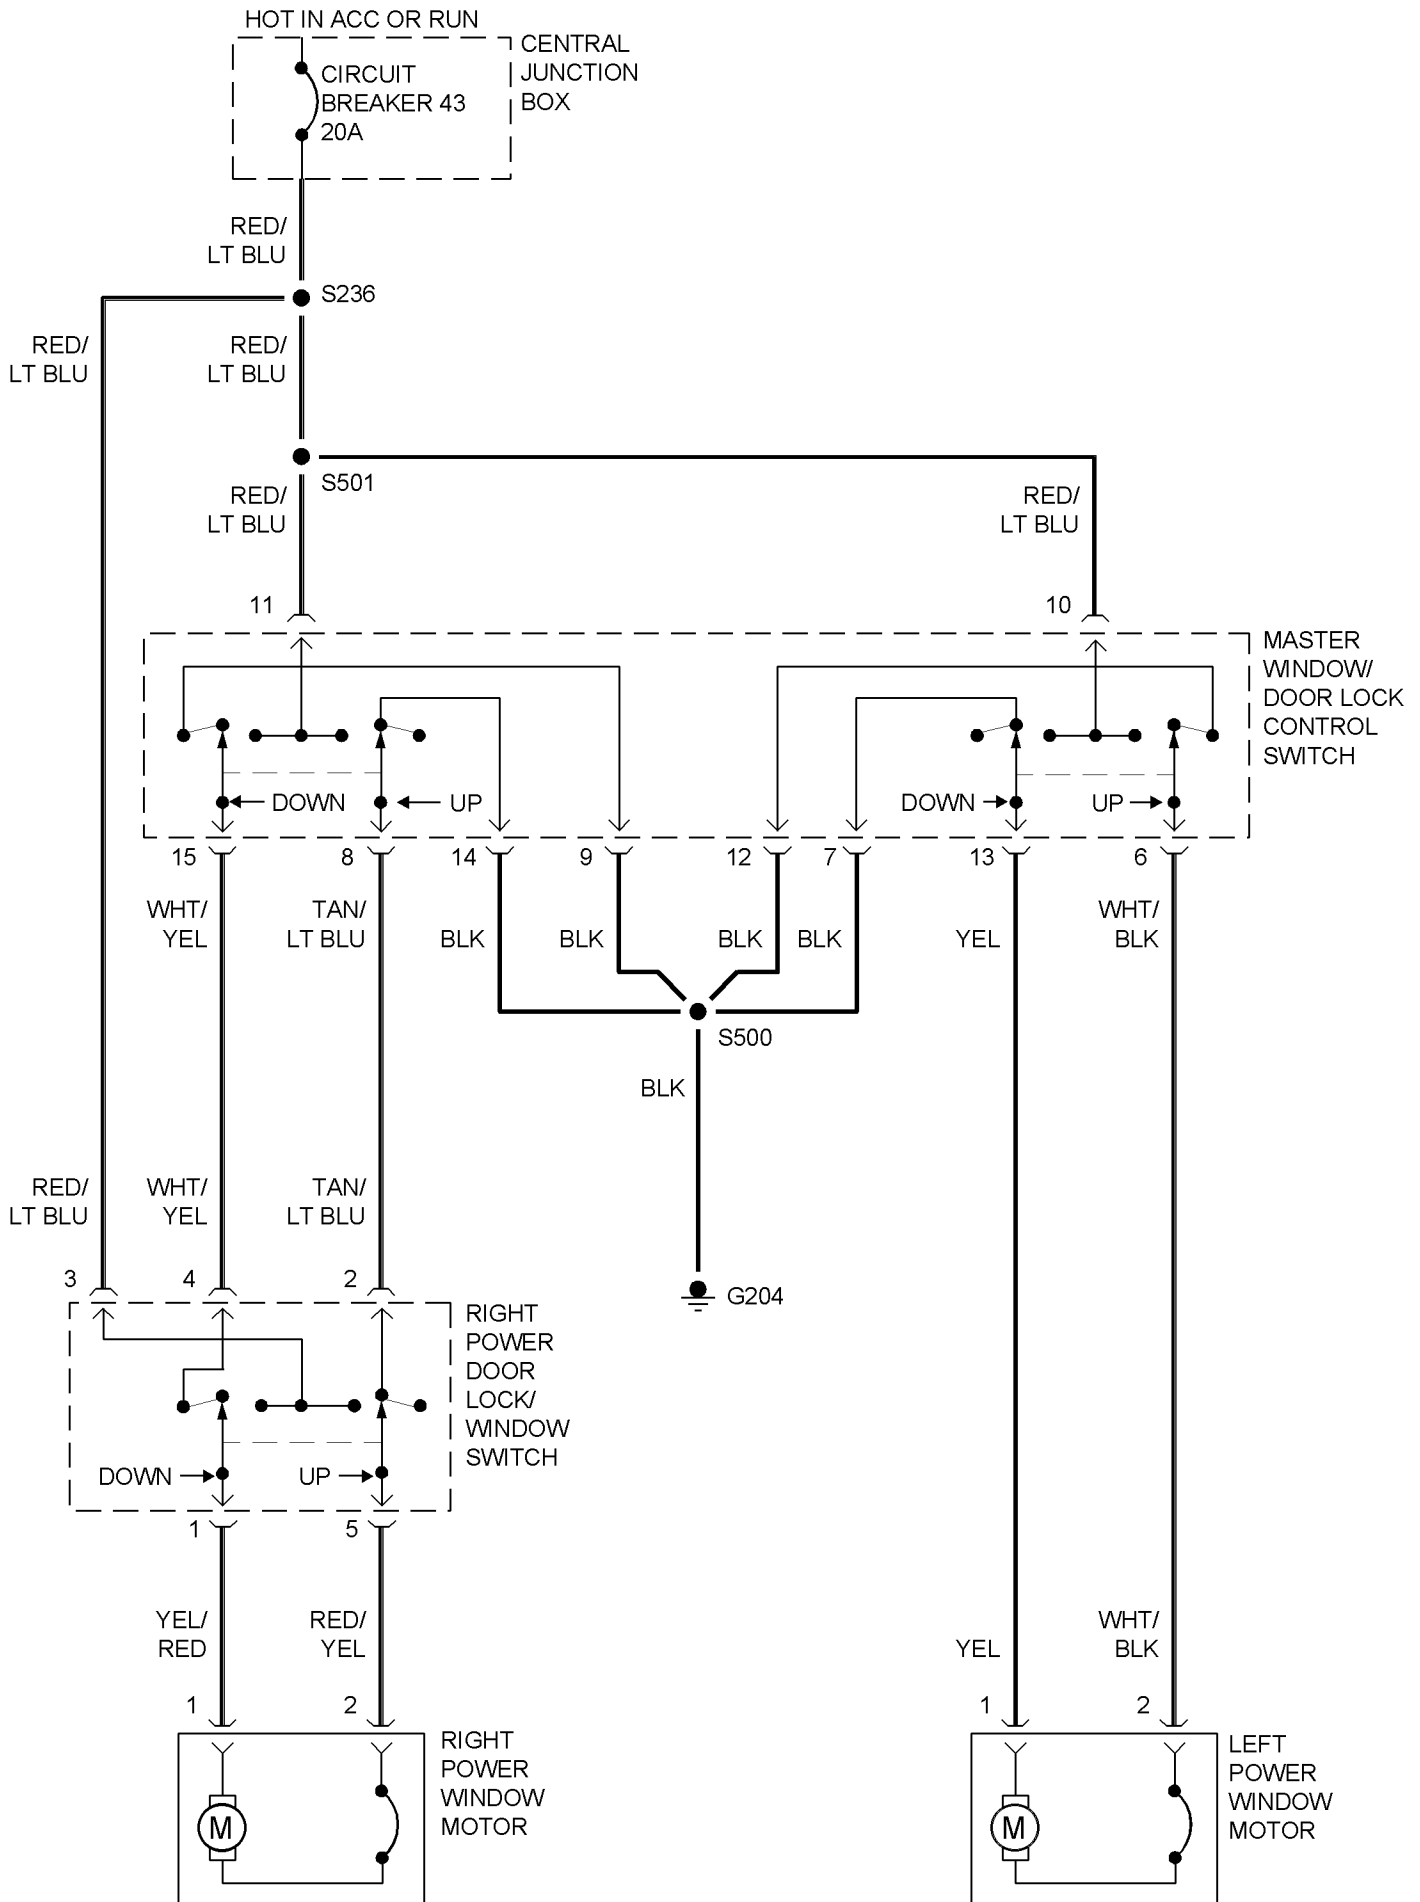 HOT IN ACC OR RUN
CENTRAL
JUNCTION
BOX
CIRCUIT
BREAKER 43
20A
RED/
LT BLU
S236
RED/
LT BLU
RED/
LT BLU
S501
RED/
LT BLU
RED/
LT BLU
11
10
MASTER
WINDOW/
DOOR LOCK
CONTROL
SWITCH
DOWN
UP
DOWN
UP
15
8
14
9
12
7
13
6
WHT/
YEL
TAN/
LT BLU
BLK
BLK
BLK
BLK
YEL
WHT/
BLK
S500
BLK
RED/
LT BLU
WHT/
YEL
TAN/
LT BLU
3
4
2
G204
RIGHT
POWER
DOOR
LOCK/
WINDOW
SWITCH
DOWN
UP
1
5
YEL/
RED
RED/
YEL
YEL
WHT/
BLK
1
2
1
2
RIGHT
POWER
WINDOW
MOTOR
M
LEFT
POWER
WINDOW
MOTOR
M